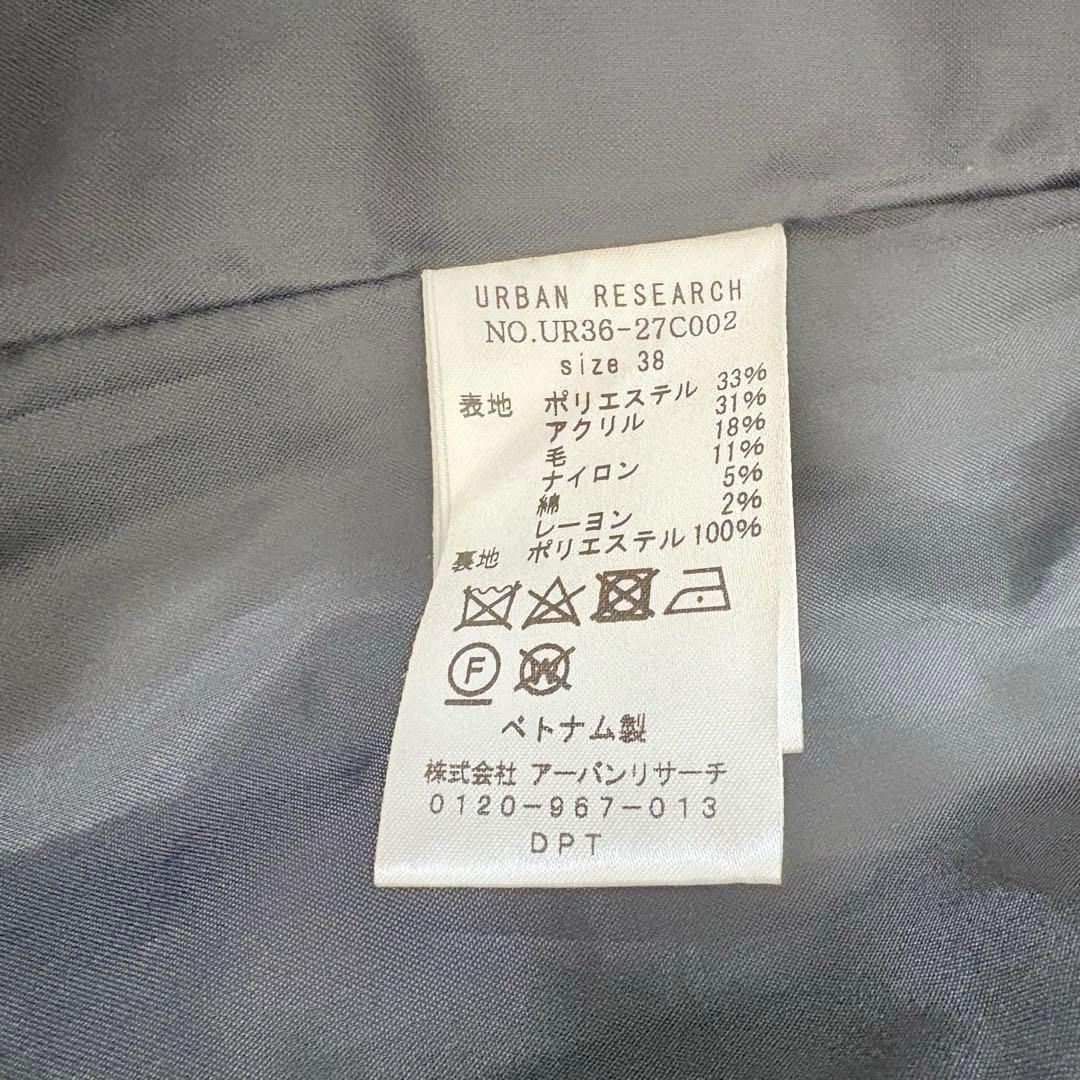 URBAN RESEARCH
NO.UR36-27C002
size 38
表地 ポリエステル 33%
アクリル 31%
毛 18%
ナイロン 11%
綿 5%
レーヨン 2%
裏地 ポリエステル 100%
F W
ベトナム製
株式会社 アーバンリサーチ
0120-967-013
DPT